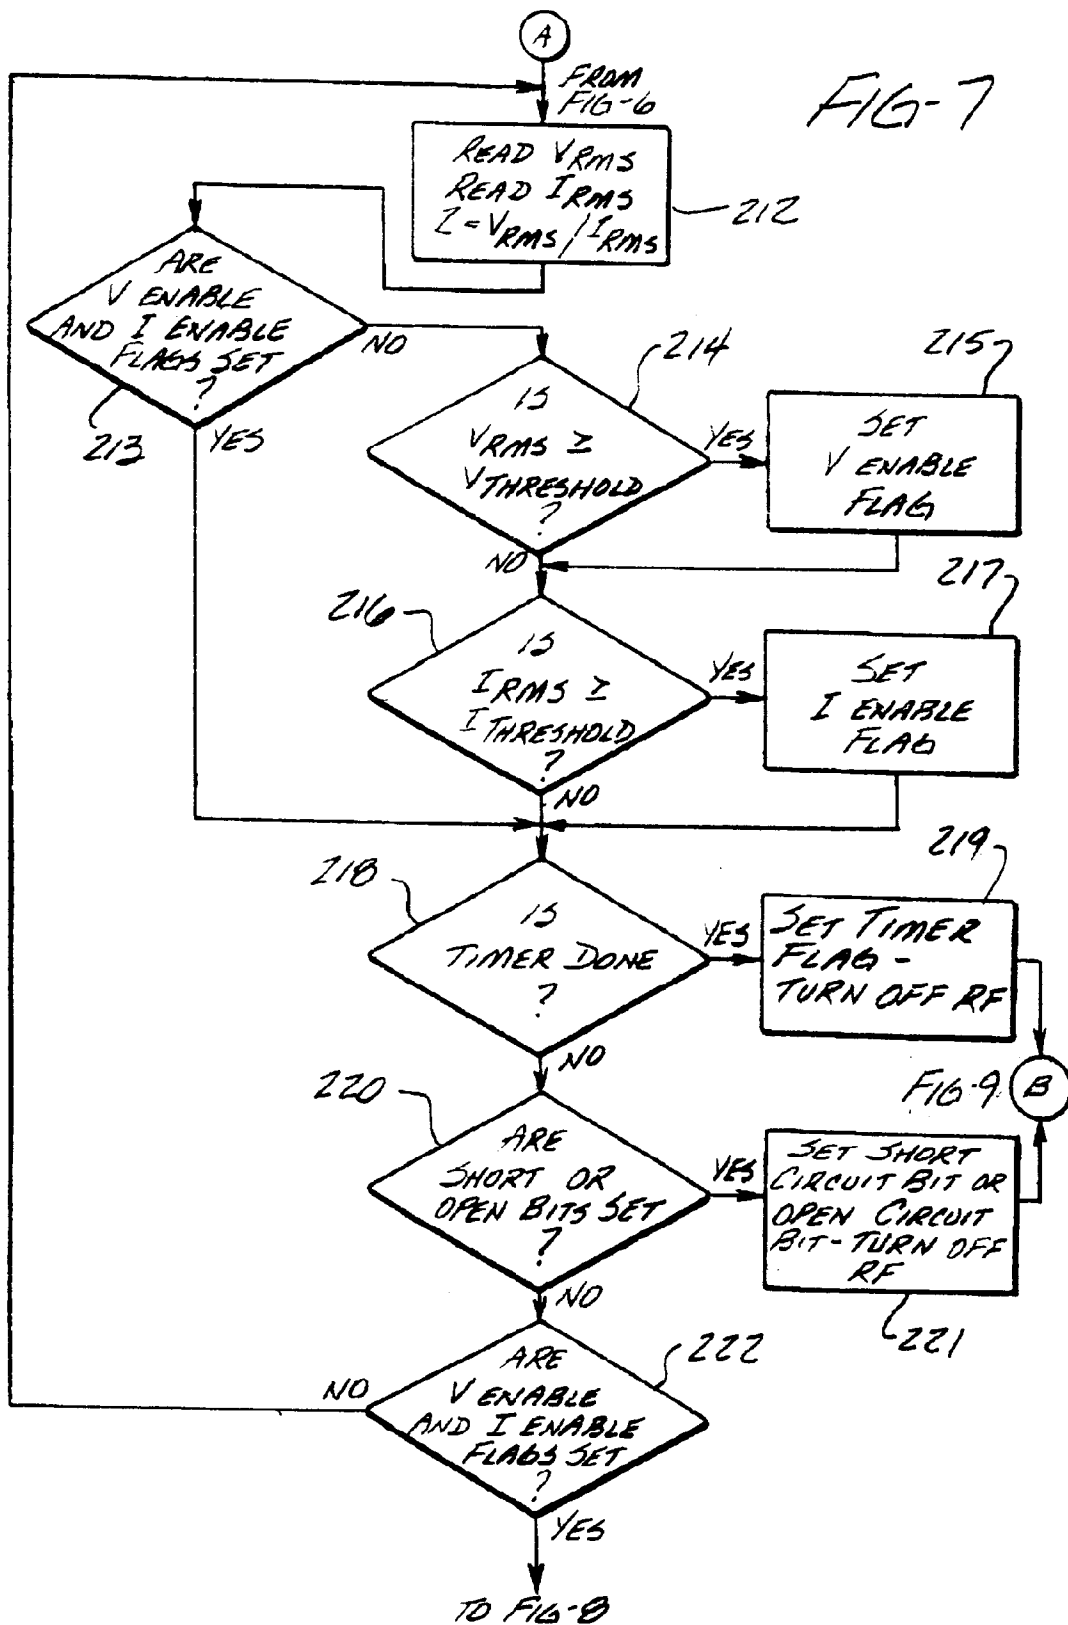 A
FROM
FIG-6
FIG-7
READ VRMS
READ IRMS
Z=VRMS/IRMS
212
ARE
V ENABLE
AND I ENABLE
FLAGS SET
?
NO
213
YES
214
IS
VRMS ≥
VTHRESHOLD
?
YES
NO
215
SET
V ENABLE
FLAG
216
IS
IRMS ≥
ITHRESHOLD
?
YES
NO
217
SET
I ENABLE
FLAG
218
IS
TIMER DONE
?
YES
NO
219
SET TIMER
FLAG -
TURN OFF RF
FIG-9
B
220
ARE
SHORT OR
OPEN BITS SET
?
YES
NO
SET SHORT
CIRCUIT BIT OR
OPEN CIRCUIT
BIT-TURN OFF
RF
221
222
ARE
V ENABLE
AND I ENABLE
FLAGS SET
?
NO
YES
TO FIG-8